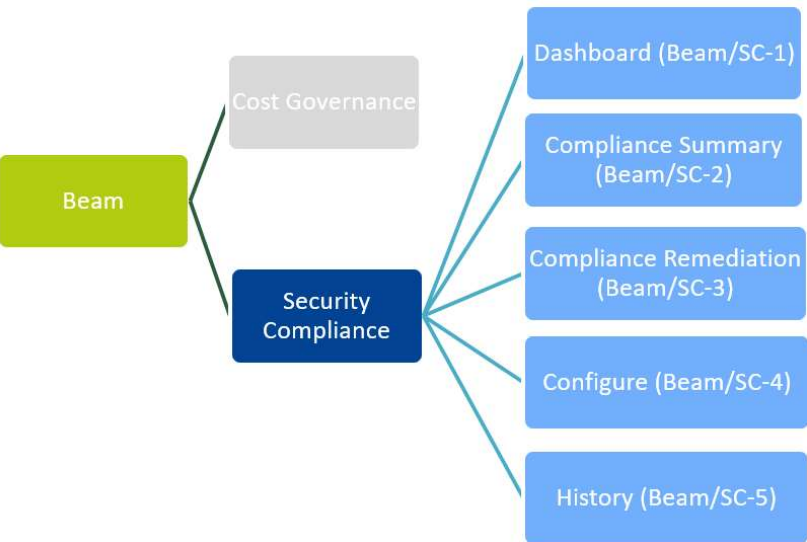 Beam
Cost Governance
Security
Compliance
Dashboard (Beam/SC-1)
Compliance Summary
(Beam/SC-2)
Compliance Remediation
(Beam/SC-3)
Configure (Beam/SC-4)
History (Beam/SC-5)